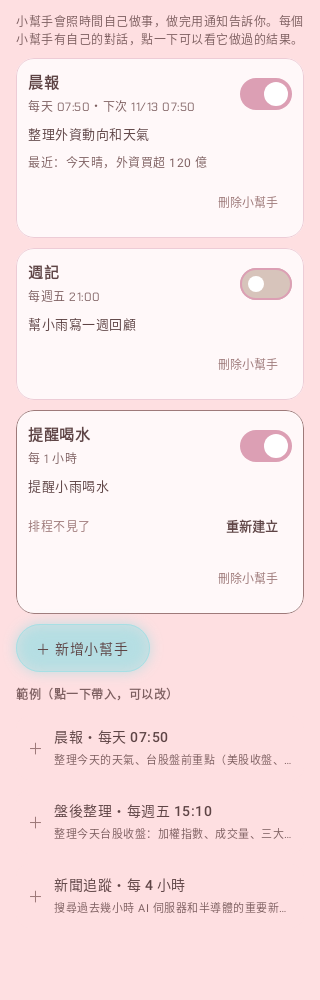 小幫手會照時間自己做事，做完用通知告訴你。每個
小幫手有自己的對話，點一下可以看它做過的結果。
晨報
每天 07:50・下次 11/13 07:50
整理外資動向和天氣
最近：今天晴，外資買超 120 億
刪除小幫手
週記
每週五 21:00
幫小雨寫一週回顧
刪除小幫手
提醒喝水
每 1 小時
提醒小雨喝水
排程不見了
重新建立
刪除小幫手
＋ 新增小幫手
範例（點一下帶入，可以改）
＋ 晨報・每天 07:50
整理今天的天氣、台股盤前重點（美股收盤、…
＋ 盤後整理・每週五 15:10
整理今天台股收盤：加權指數、成交量、三大…
＋ 新聞追蹤・每 4 小時
搜尋過去幾小時 AI 伺服器和半導體的重要新…